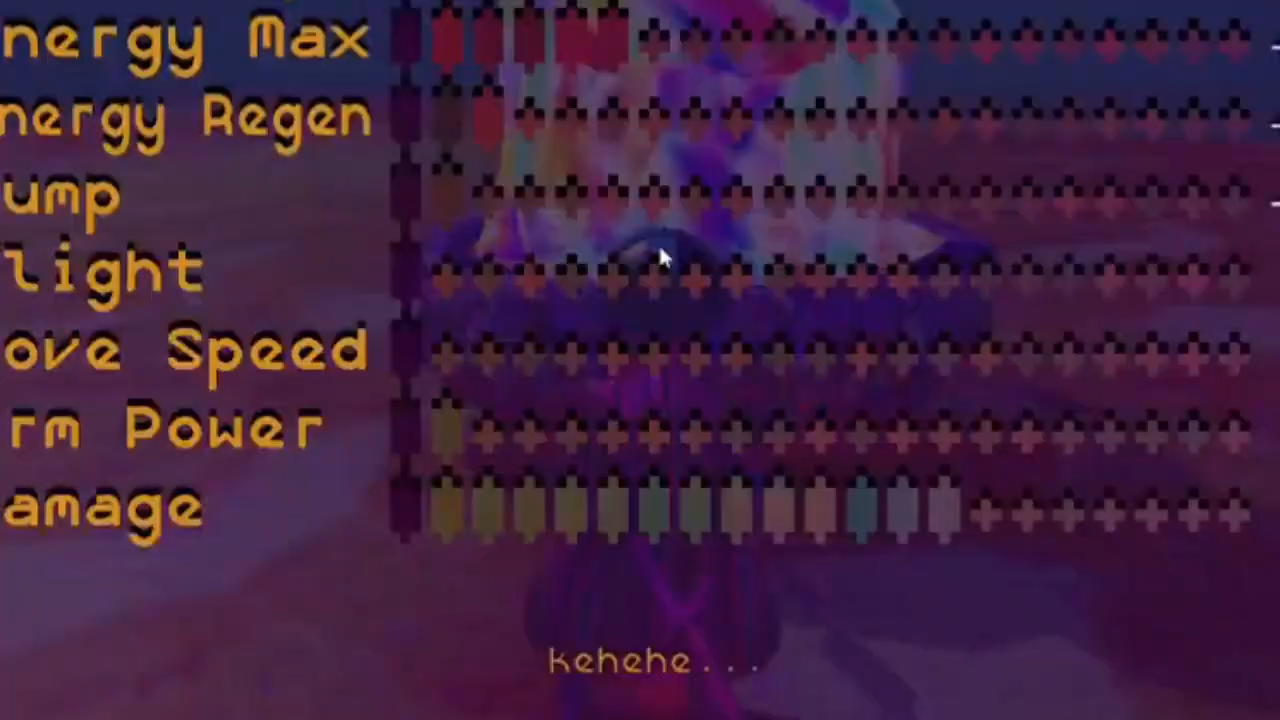 nergy Max
nergy Regen
ump
light
ove Speed
rm Power
amage
kehehe...